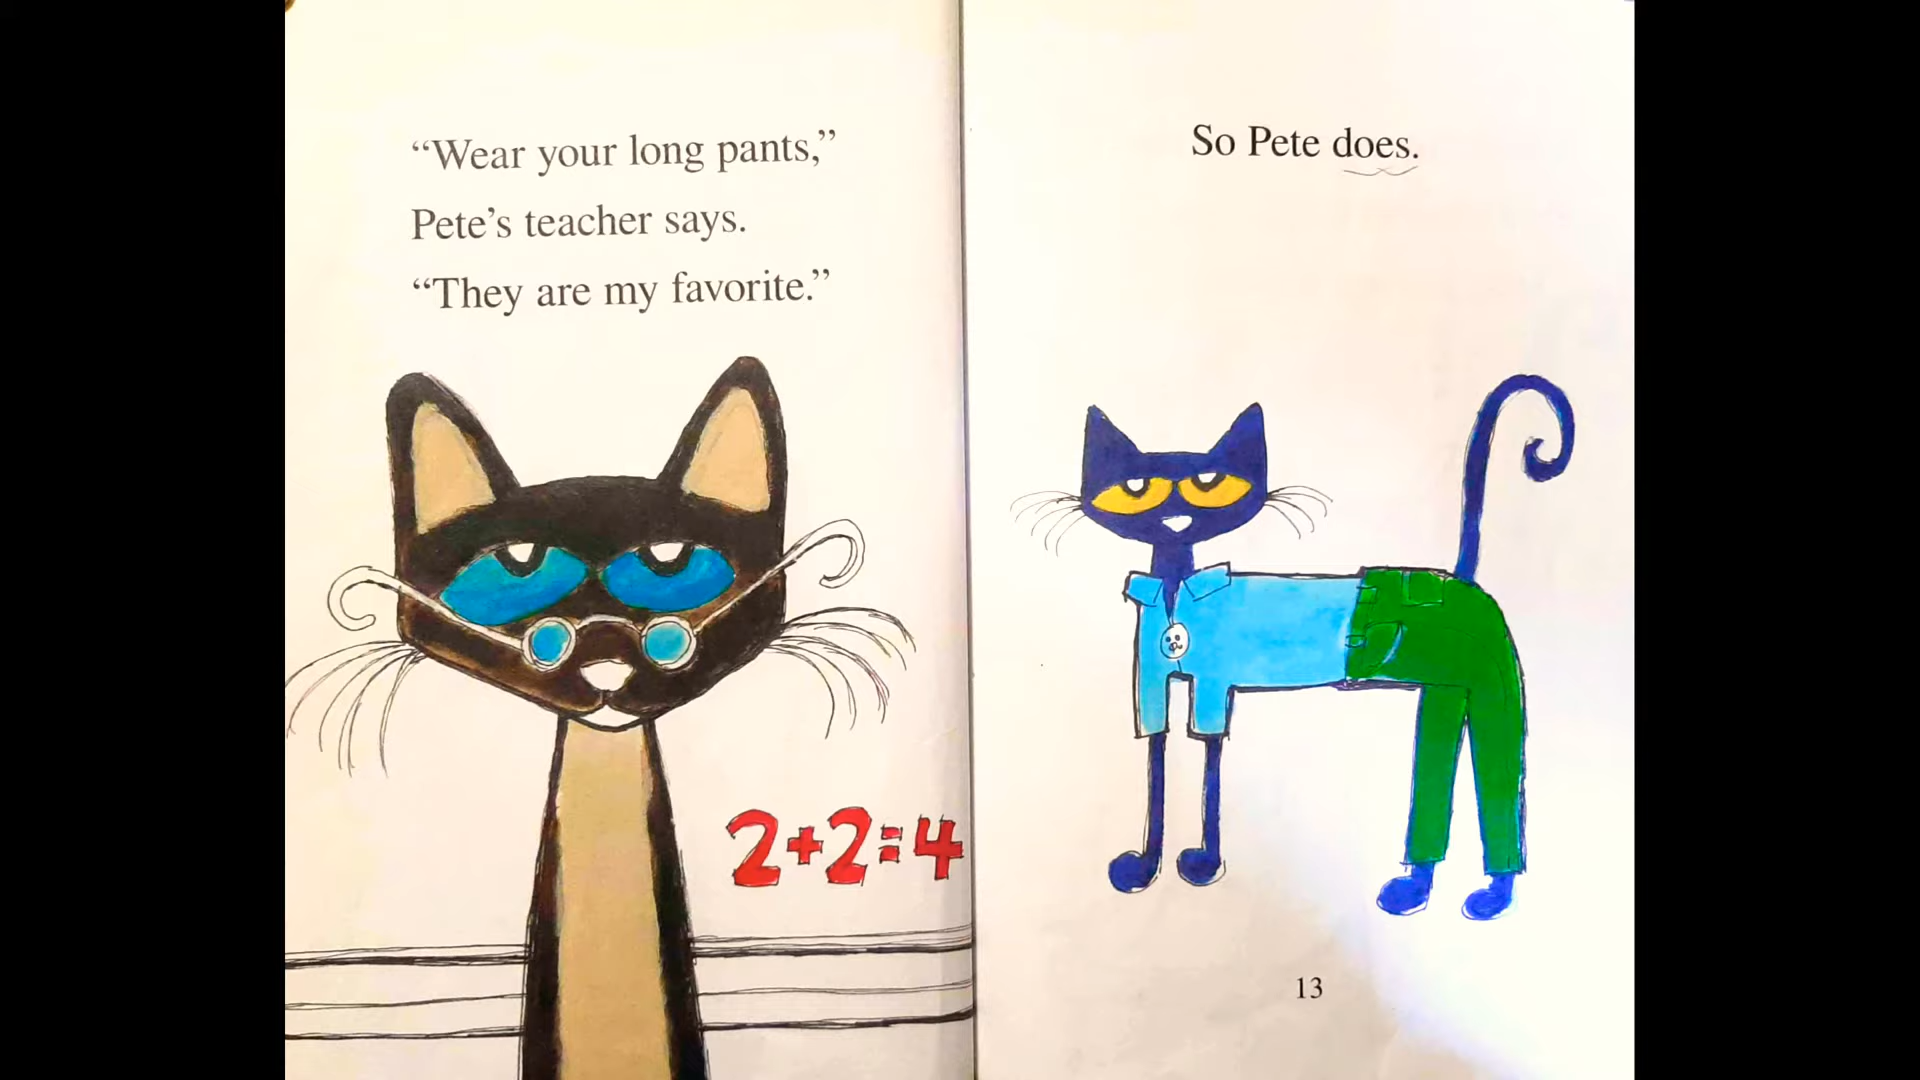 “Wear your long pants,”
Pete’s teacher says.
“They are my favorite.”
2+2=4
So Pete does.
13